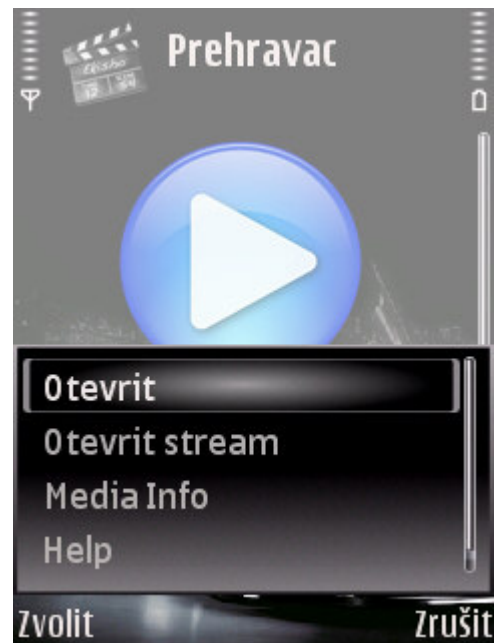 Prehravac
Otevrit
Otevrit stream
Media Info
Help
Zvolit
Zrušit